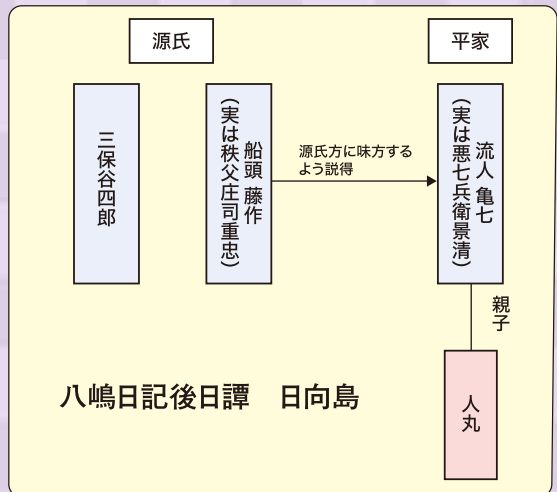 源氏
平家
三保谷四郎
船頭 藤作
(実は秩父庄司重忠)
源氏方に味方する
よう説得
流人 亀七
(実は悪七兵衛景清)
親子
人丸
八嶋日記後日譚　日向島